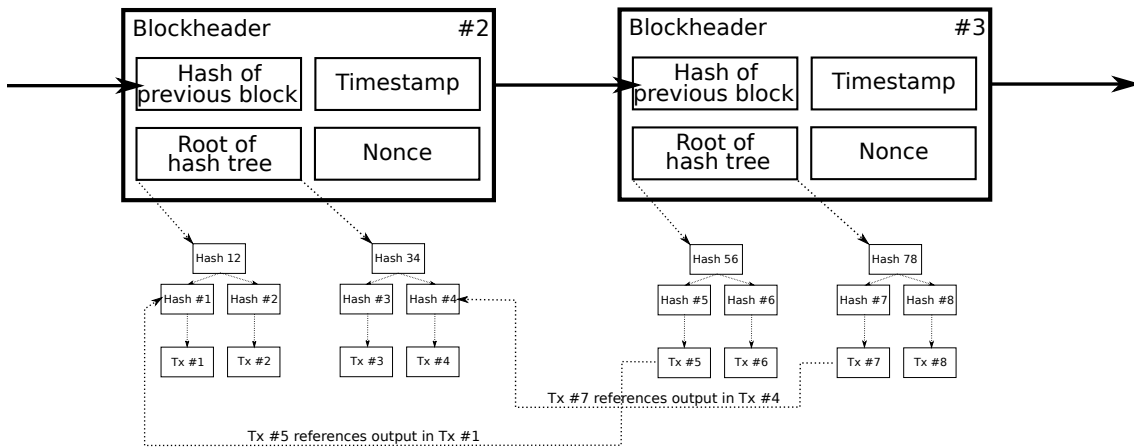 Blockheader #2
Hash of
previous block
Timestamp
Root of
hash tree
Nonce
Blockheader #3
Hash of
previous block
Timestamp
Root of
hash tree
Nonce
Hash 12
Hash 34
Hash 56
Hash 78
Hash #1
Hash #2
Hash #3
Hash #4
Hash #5
Hash #6
Hash #7
Hash #8
Tx #1
Tx #2
Tx #3
Tx #4
Tx #5
Tx #6
Tx #7
Tx #8
Tx #7 references output in Tx #4
Tx #5 references output in Tx #1